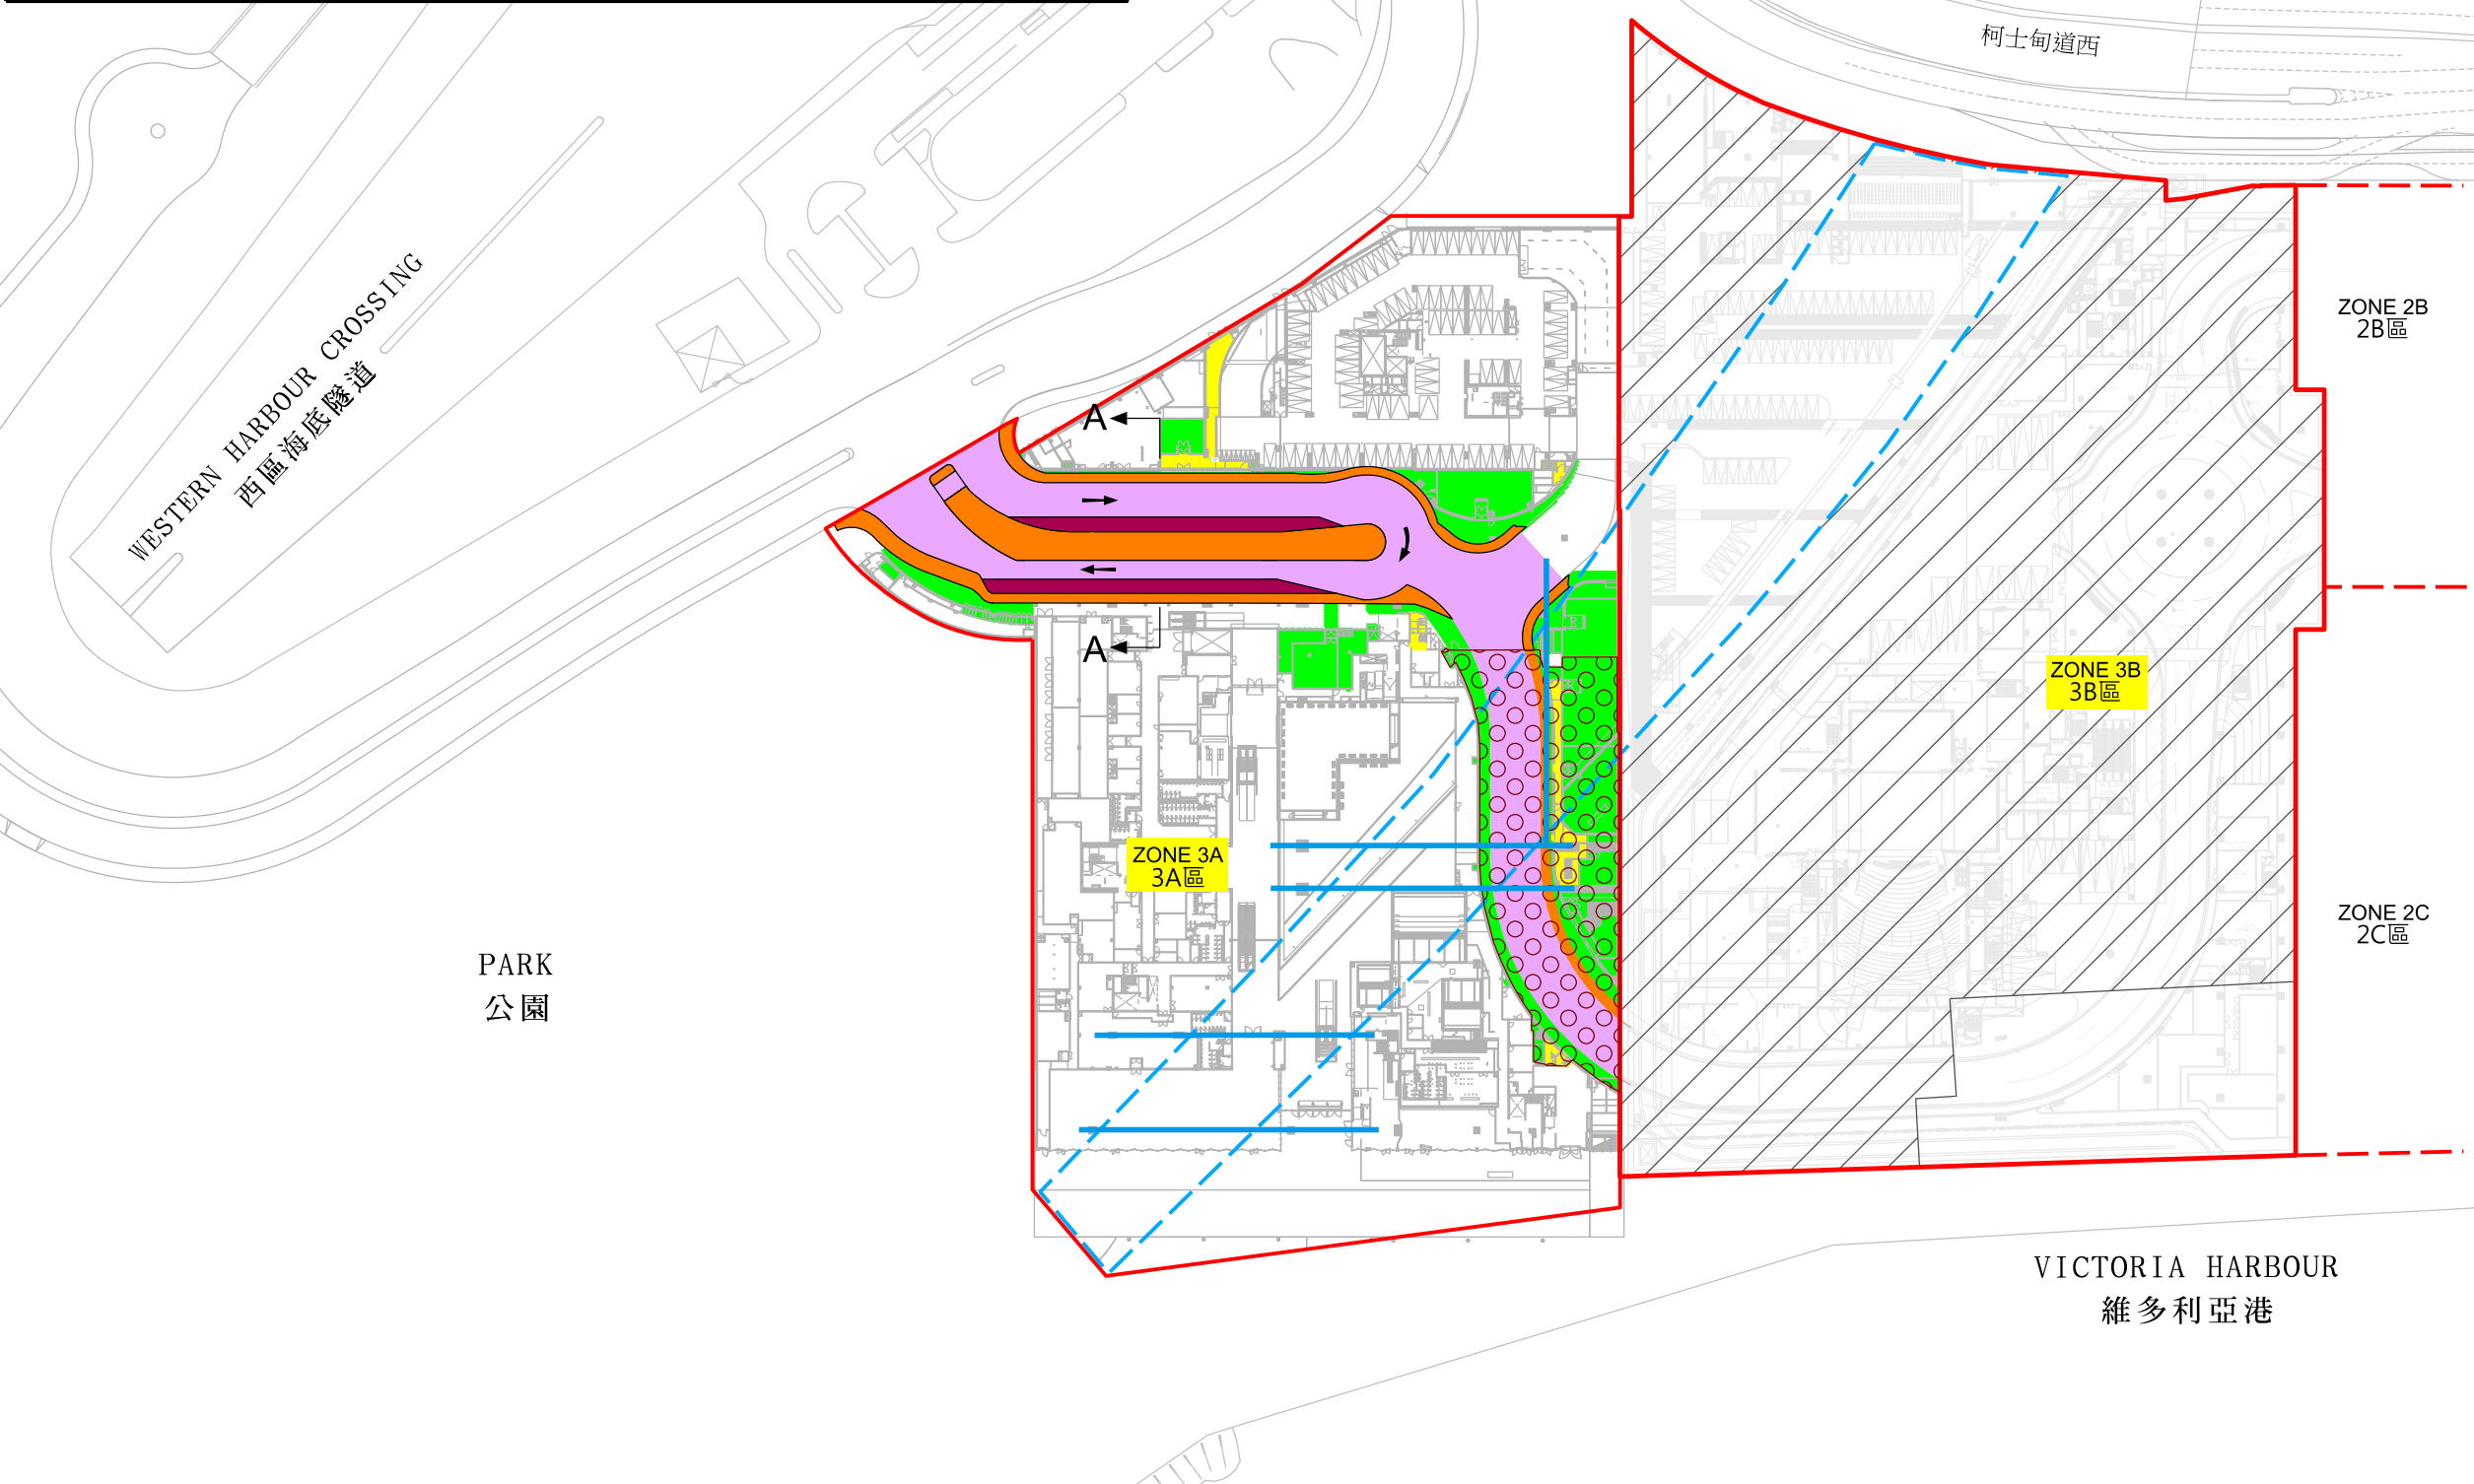 柯士甸道西
WESTERN HARBOUR CROSSING
西區海底隧道
ZONE 2B
2B區
A
A
ZONE 3B
3B區
ZONE 3A
3A區
ZONE 2C
2C區
PARK
公園
VICTORIA HARBOUR
維多利亞港